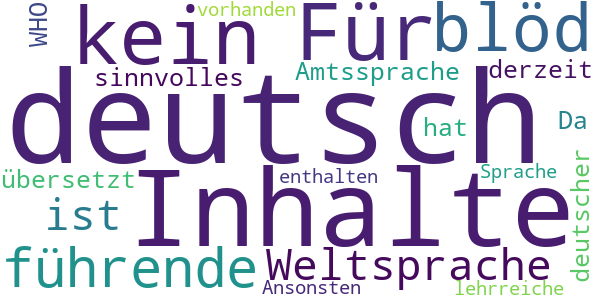 WHO
kein
vorhanden
Für
blöd
sinnvolles
Amtssprache
derzeit
deutsch
hat
Da
übersetzt
enthalten
Sprache
ist
Inhalte
deutscher
führende
Weltsprache
Ansonsten
lehrreiche